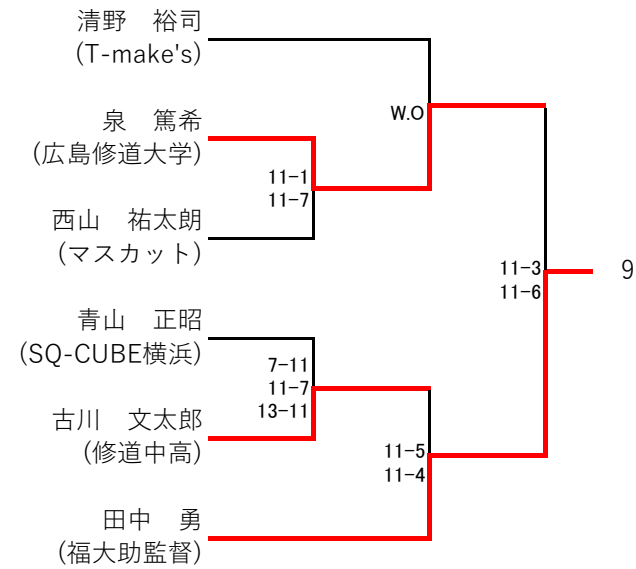 清野　裕司
(T-make's)
W.O
泉　篤希
(広島修道大学)
11-1
11-7
西山　祐太朗
(マスカット)
11-3
11-6
9
青山　正昭
(SQ-CUBE横浜)
7-11
11-7
13-11
古川　文太郎
(修道中高)
11-5
11-4
田中　勇
(福大助監督)